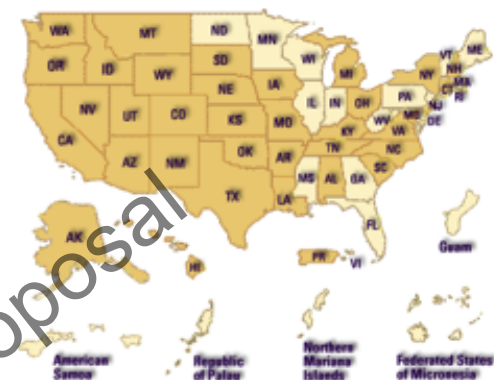 WA
MT
ND
MN
ME
VT
NH
OR
ID
SD
WI
MI
NY
MA
CT
RI
WY
IA
PA
NJ
NE
IL
IN
OH
MD
DE
NV
UT
CO
KS
MO
WV
VA
KY
CA
AZ
NM
OK
AR
TN
NC
SC
TX
MS
AL
GA
LA
FL
AK
HI
PR
VI
Guam
American
Samoa
Republic
of Palau
Northern
Mariana
Islands
Federated States
of Micronesia
oposal